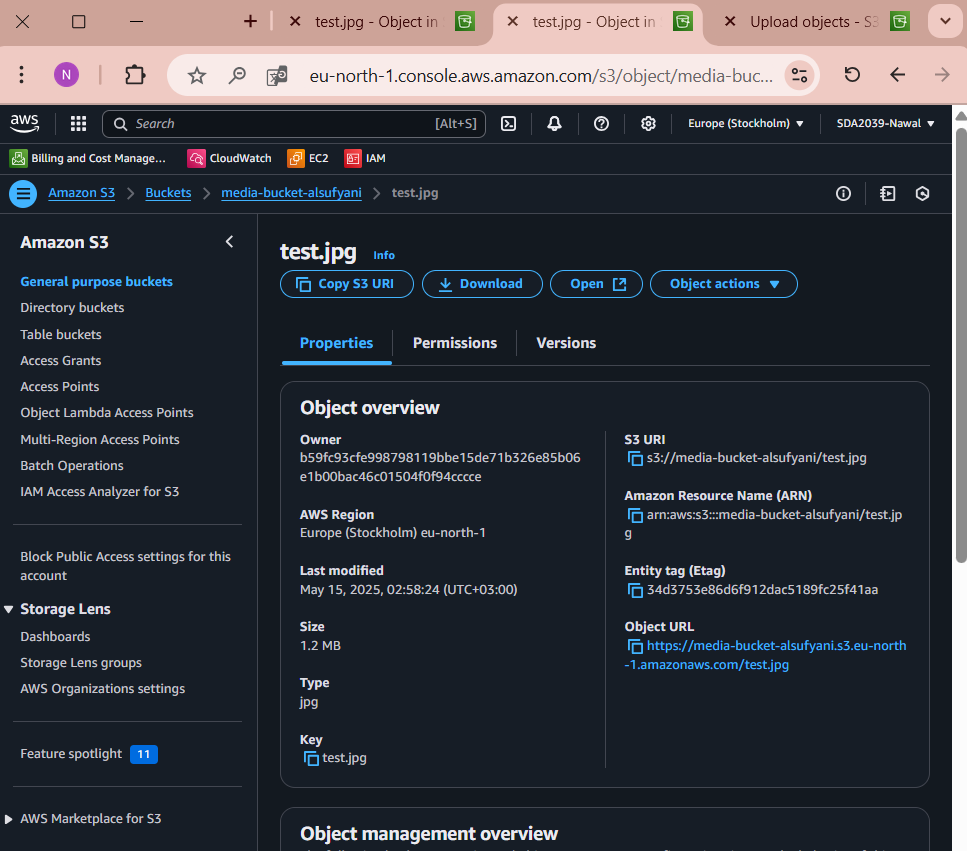 test.jpg - Object in
test.jpg - Object in
Upload objects - S3
N
eu-north-1.console.aws.amazon.com/s3/object/media-buc...
aws
Search
[Alt+S]
Europe (Stockholm)
SDA2039-Nawal
Billing and Cost Manage...
CloudWatch
EC2
IAM
Amazon S3
Buckets
media-bucket-alsufyani
test.jpg
Amazon S3
General purpose buckets
Directory buckets
Table buckets
Access Grants
Access Points
Object Lambda Access Points
Multi-Region Access Points
Batch Operations
IAM Access Analyzer for S3
Block Public Access settings for this
account
Storage Lens
Dashboards
Storage Lens groups
AWS Organizations settings
Feature spotlight 11
AWS Marketplace for S3
test.jpg Info
Copy S3 URI
Download
Open
Object actions
Properties
Permissions
Versions
Object overview
Owner
b59fc93cfe998798119bbe15de71b326e85b06
e1b00bac46c01504f0f94cccce
AWS Region
Europe (Stockholm) eu-north-1
Last modified
May 15, 2025, 02:58:24 (UTC+03:00)
Size
1.2 MB
Type
jpg
Key
test.jpg
S3 URI
s3://media-bucket-alsufyani/test.jpg
Amazon Resource Name (ARN)
arn:aws:s3:::media-bucket-alsufyani/test.jp
g
Entity tag (Etag)
34d3753e86d6f912dac5189fc25f41aa
Object URL
https://media-bucket-alsufyani.s3.eu-north
-1.amazonaws.com/test.jpg
Object management overview